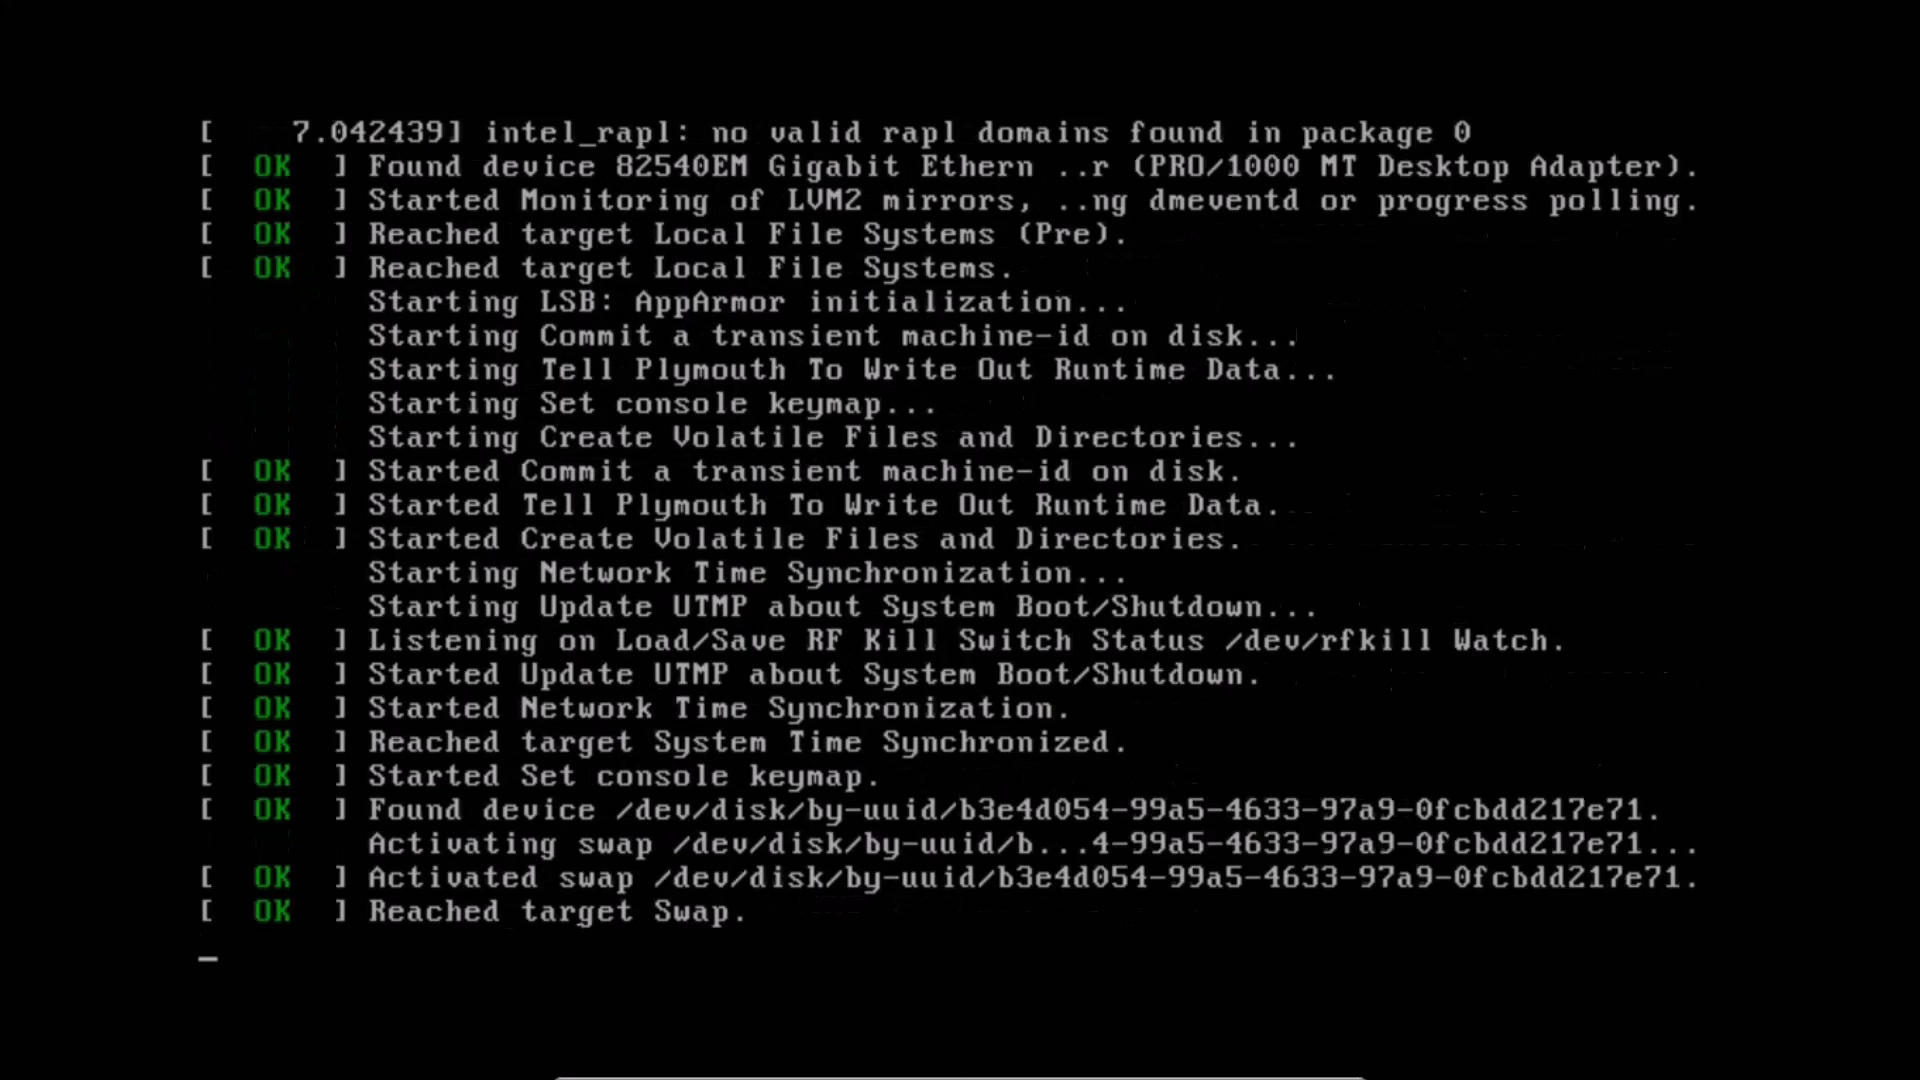 [    7.042439] intel_rapl: no valid rapl domains found in package 0
[  OK  ] Found device 82540EM Gigabit Ethern ..r (PRO/1000 MT Desktop Adapter).
[  OK  ] Started Monitoring of LVM2 mirrors, ..ng dmeventd or progress polling.
[  OK  ] Reached target Local File Systems (Pre).
[  OK  ] Reached target Local File Systems.
         Starting LSB: AppArmor initialization...
         Starting Commit a transient machine-id on disk...
         Starting Tell Plymouth To Write Out Runtime Data...
         Starting Set console keymap...
         Starting Create Volatile Files and Directories...
[  OK  ] Started Commit a transient machine-id on disk.
[  OK  ] Started Tell Plymouth To Write Out Runtime Data.
[  OK  ] Started Create Volatile Files and Directories.
         Starting Network Time Synchronization...
         Starting Update UTMP about System Boot/Shutdown...
[  OK  ] Listening on Load/Save RF Kill Switch Status /dev/rfkill Watch.
[  OK  ] Started Update UTMP about System Boot/Shutdown.
[  OK  ] Started Network Time Synchronization.
[  OK  ] Reached target System Time Synchronized.
[  OK  ] Started Set console keymap.
[  OK  ] Found device /dev/disk/by-uuid/b3e4d054-99a5-4633-97a9-0fcbdd217e71.
         Activating swap /dev/disk/by-uuid/b...4-99a5-4633-97a9-0fcbdd217e71...
[  OK  ] Activated swap /dev/disk/by-uuid/b3e4d054-99a5-4633-97a9-0fcbdd217e71.
[  OK  ] Reached target Swap.